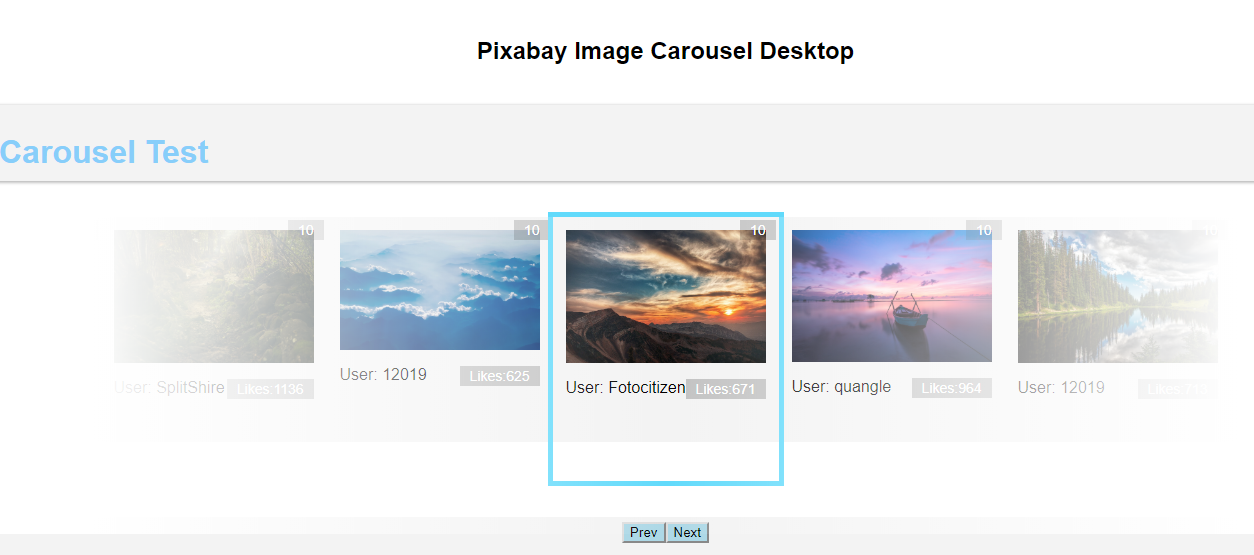 Pixabay Image Carousel Desktop
Carousel Test
10 10 10 10
User: SplitShire Likes:1136
User: 12019 Likes:625
User: Fotocitizen Likes:671
User: quangle Likes:964
User: 12019
Prev Next